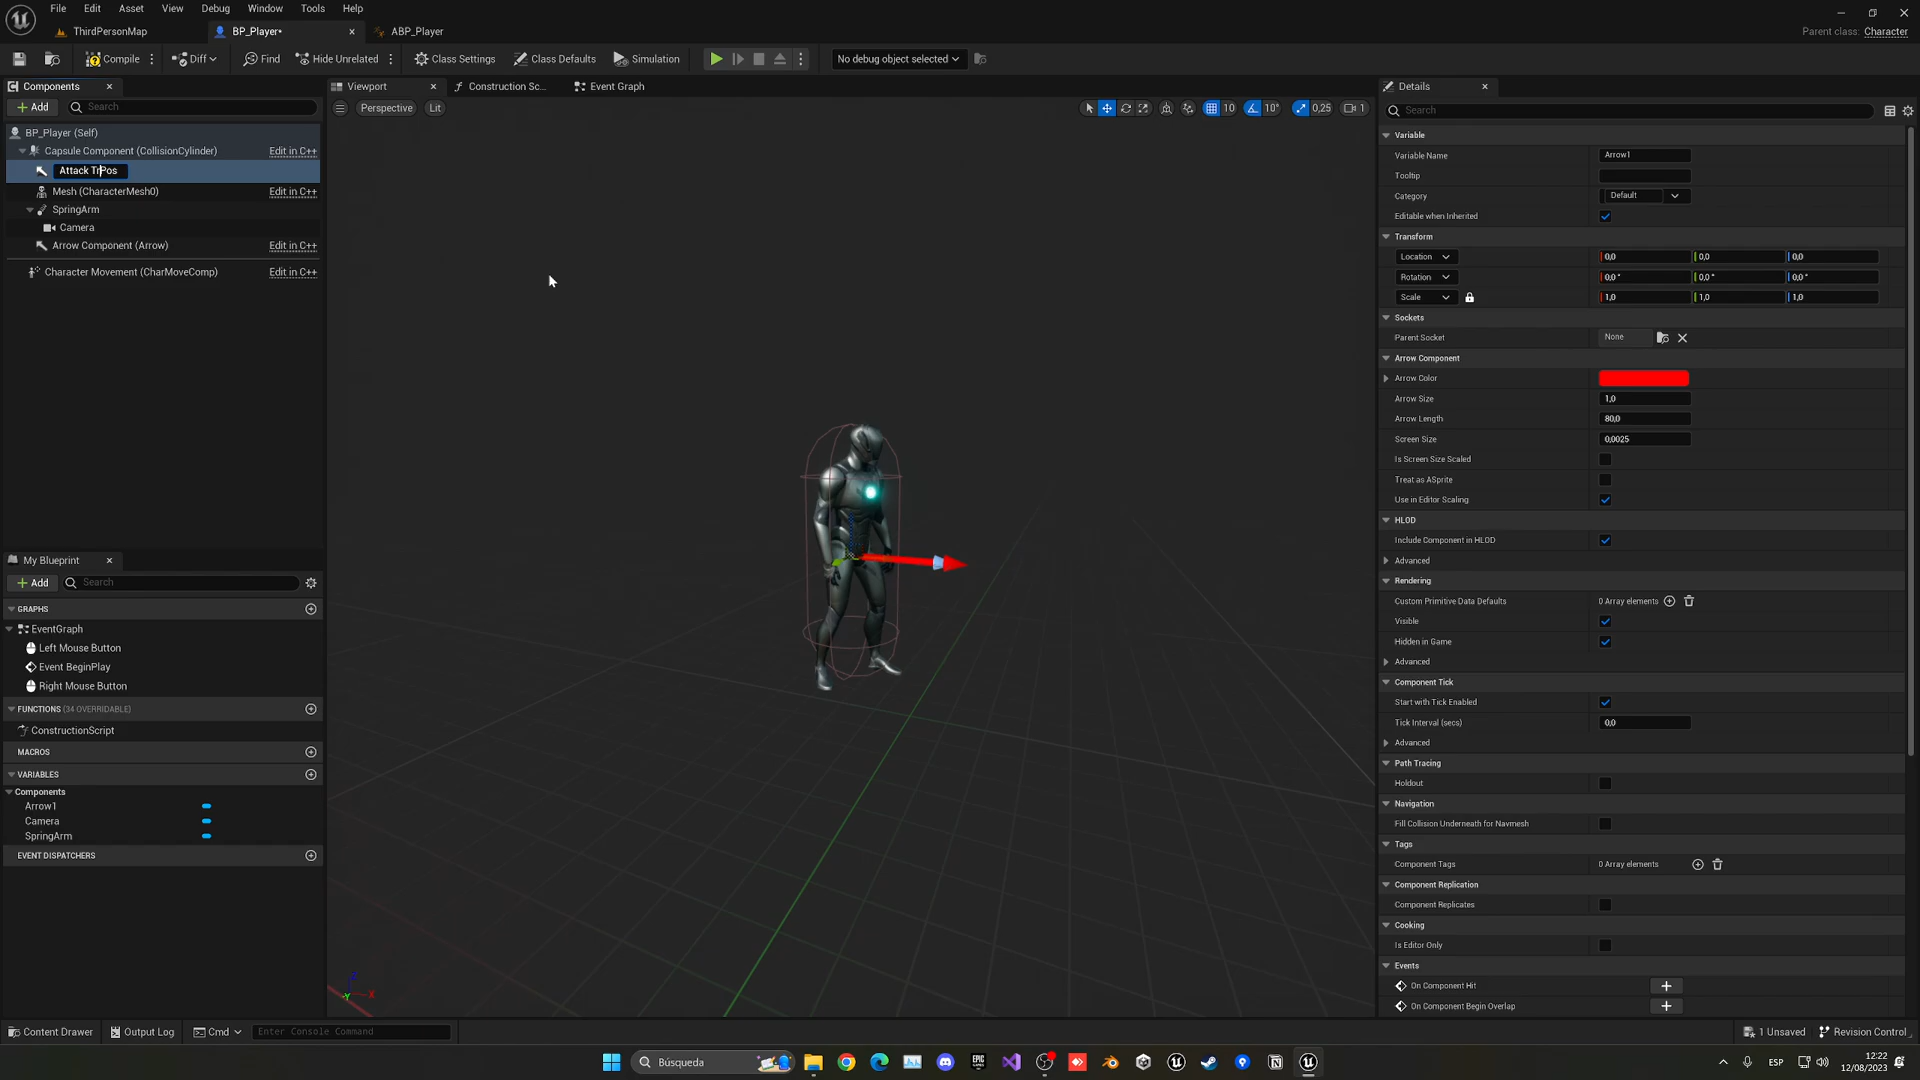 File Edit Asset View Debug Window Tools Help
ThirdPersonMap
BP_Player*
ABP_Player
Parent class: Character
Compile
Diff
Find
Hide Unrelated
Class Settings
Class Defaults
Simulation
No debug object selected
Components
Add
Search
BP_Player (Self)
Capsule Component (CollisionCylinder) Edit in C++
Attack TrPos
Mesh (CharacterMesh0) Edit in C++
SpringArm
Camera
Arrow Component (Arrow) Edit in C++
Character Movement (CharMoveComp) Edit in C++
My Blueprint
Add
Search
GRAPHS
EventGraph
Left Mouse Button
Event BeginPlay
Right Mouse Button
FUNCTIONS (34 OVERRIDABLE)
ConstructionScript
MACROS
VARIABLES
Components
Arrow1
Camera
SpringArm
EVENT DISPATCHERS
Viewport
Construction Sc...
Event Graph
Perspective
Lit
10
10°
0,25
1
Z
Y
X
Details
Search
Variable
Variable Name Arrow1
Tooltip
Category Default
Editable when Inherited
Transform
Location 0,0 0,0 0,0
Rotation 0,0 ° 0,0 ° 0,0 °
Scale 1,0 1,0 1,0
Sockets
Parent Socket None
Arrow Component
Arrow Color
Arrow Size 1,0
Arrow Length 80,0
Screen Size 0,0025
Is Screen Size Scaled
Treat as ASprite
Use in Editor Scaling
HLOD
Include Component in HLOD
Advanced
Rendering
Custom Primitive Data Defaults 0 Array elements
Visible
Hidden in Game
Advanced
Component Tick
Start with Tick Enabled
Tick Interval (secs) 0,0
Advanced
Path Tracing
Holdout
Navigation
Fill Collision Underneath for Navmesh
Tags
Component Tags 0 Array elements
Component Replication
Component Replicates
Cooking
Is Editor Only
Events
On Component Hit
On Component Begin Overlap
Content Drawer
Output Log
Cmd
Enter Console Command
1 Unsaved
Revision Control
Búsqueda
EPIC GAMES
ESP
12:22
12/08/2023